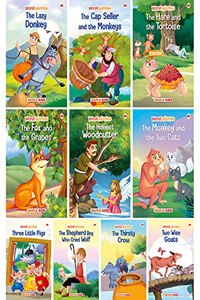 The Lazy
Donkey
The Cap Seller
and the Monkeys
The Hare and
the Tortoise
The Fox and
the Grapes
The Honest
Woodcutter
The Monkey and
the Two Cats
Three Little Pigs
The Shepherd Boy
Who Cried Wolf
The Thirsty
Crow
Two Wise
Goats